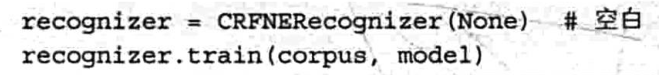 recognizer = CRFNERecognizer(None)  # 空白
recognizer.train(corpus, model)